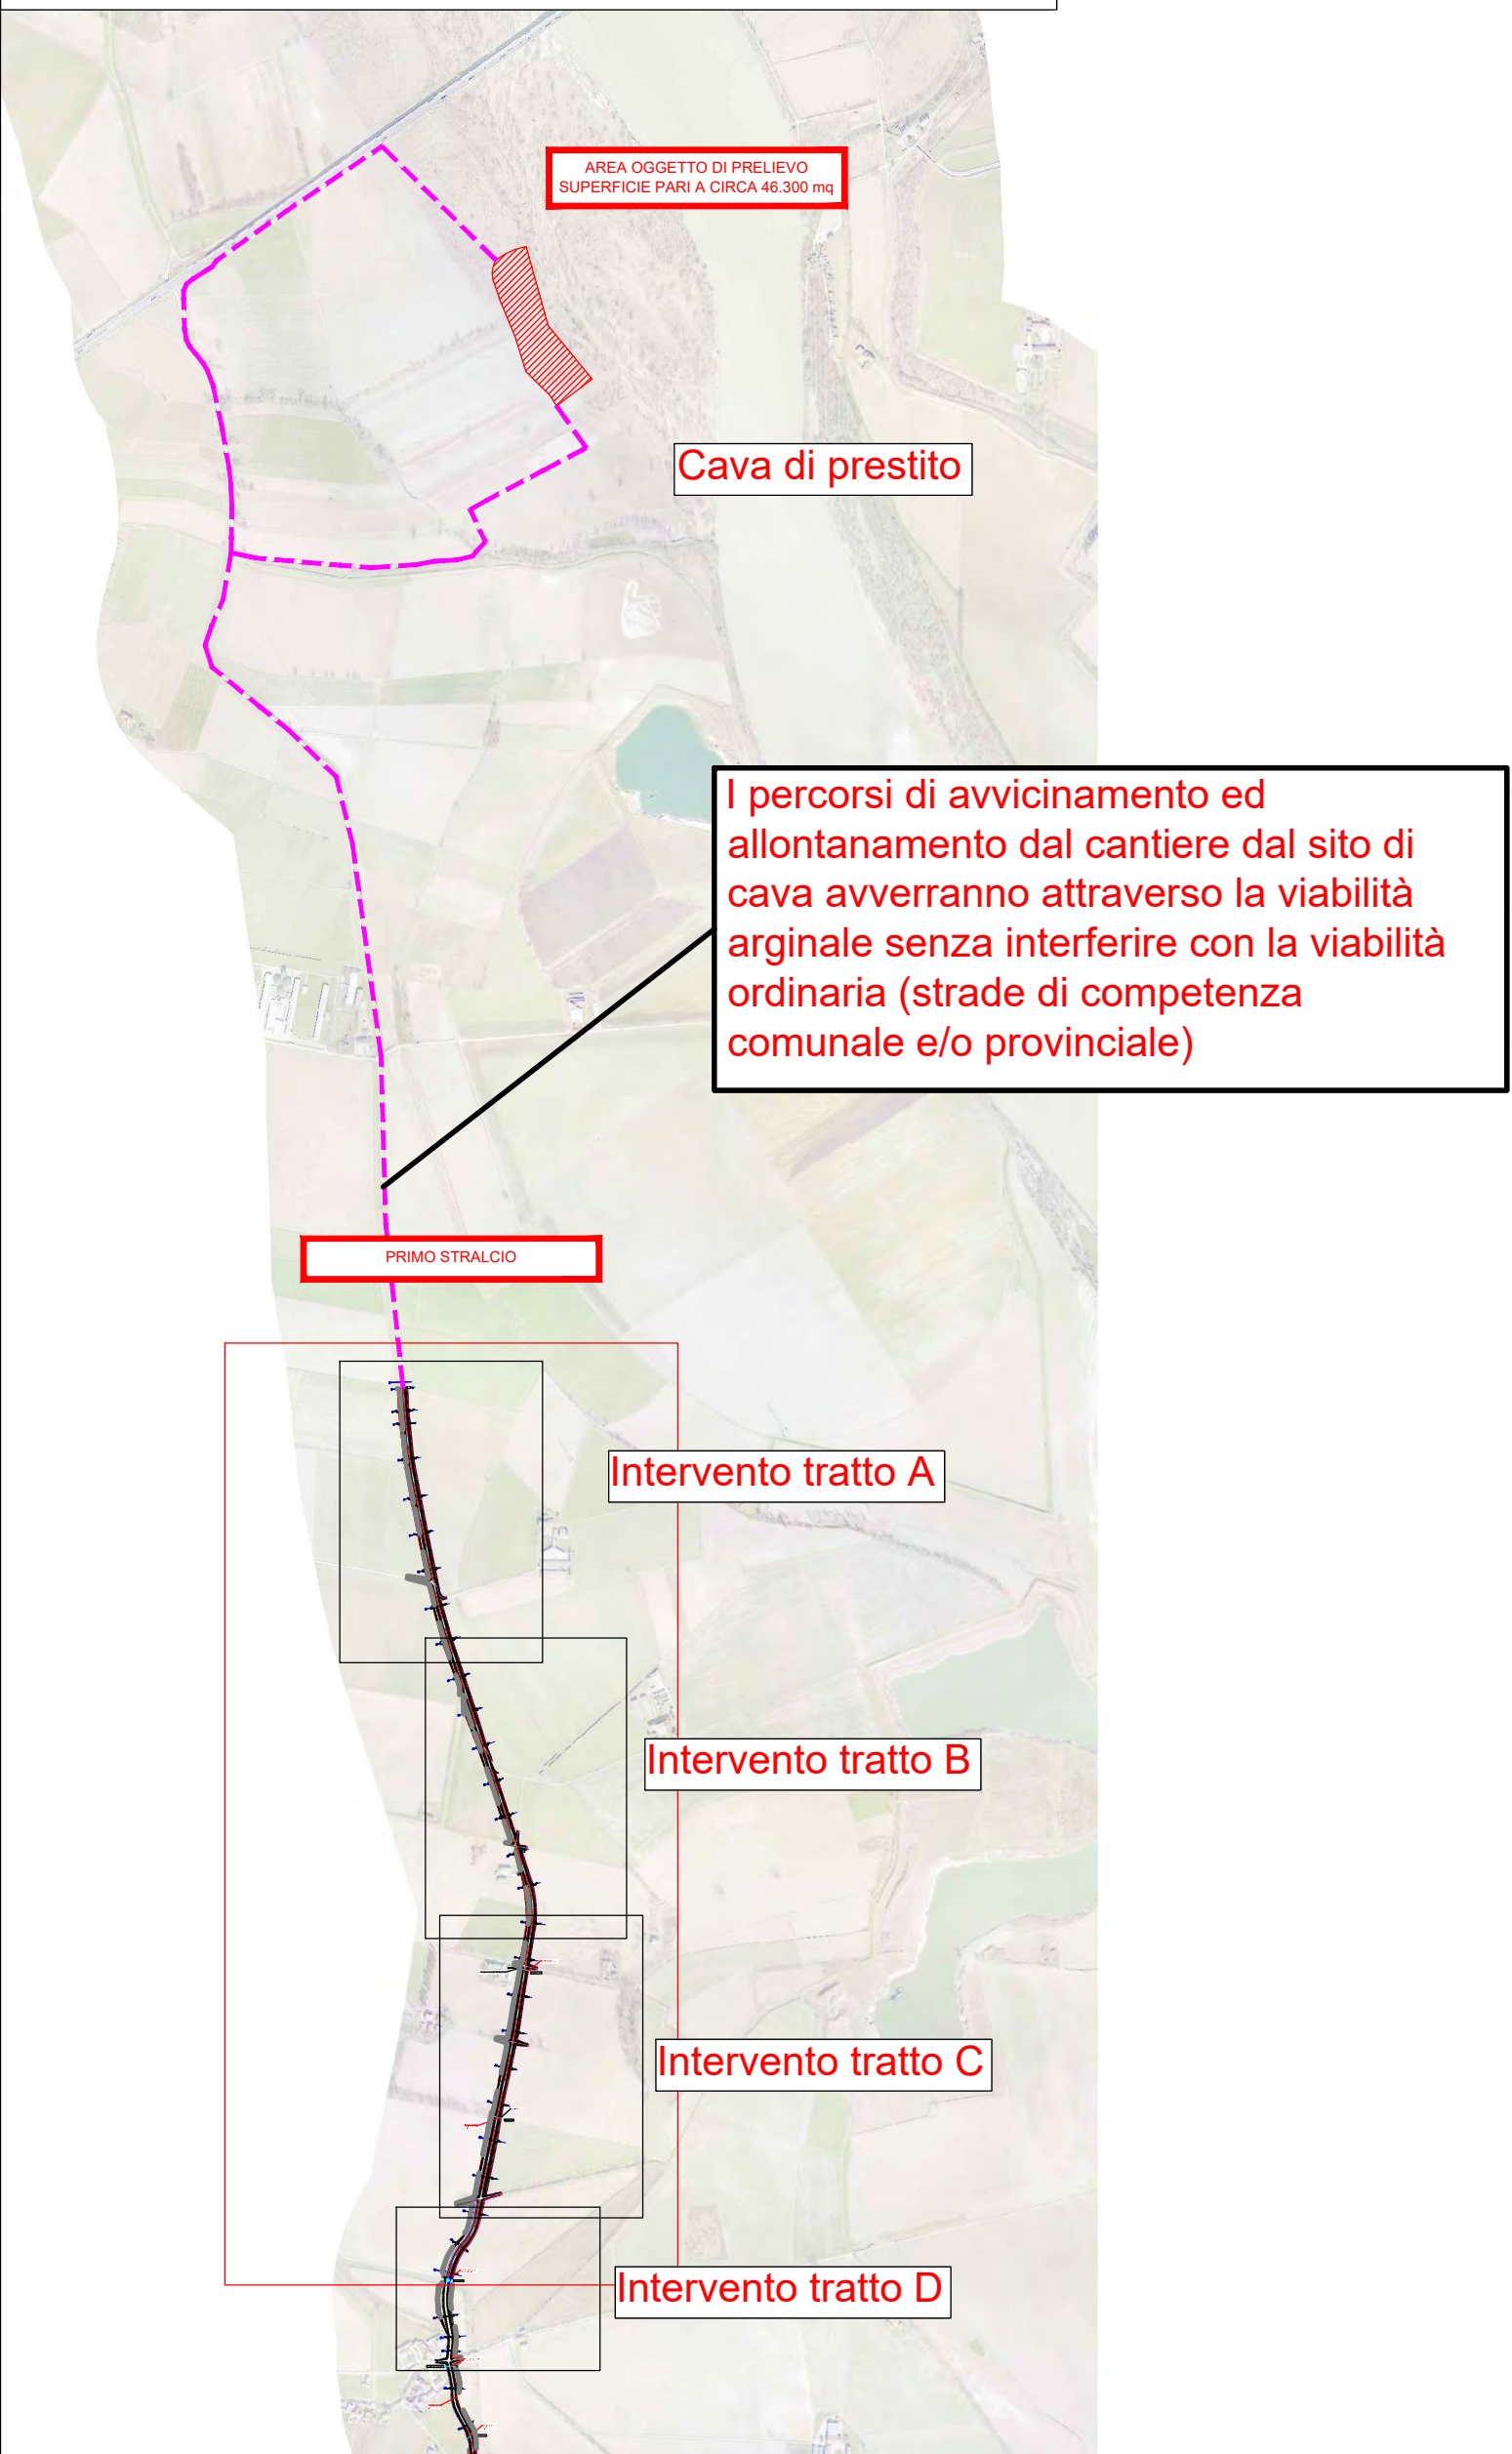 AREA OGGETTO DI PRELIEVO
SUPERFICIE PARI A CIRCA 46.300 mq
Cava di prestito
I percorsi di avvicinamento ed
allontanamento dal cantiere dal sito di
cava avverranno attraverso la viabilità
arginale senza interferire con la viabilità
ordinaria (strade di competenza
comunale e/o provinciale)
PRIMO STRALCIO
Intervento tratto A
Intervento tratto B
Intervento tratto C
Intervento tratto D